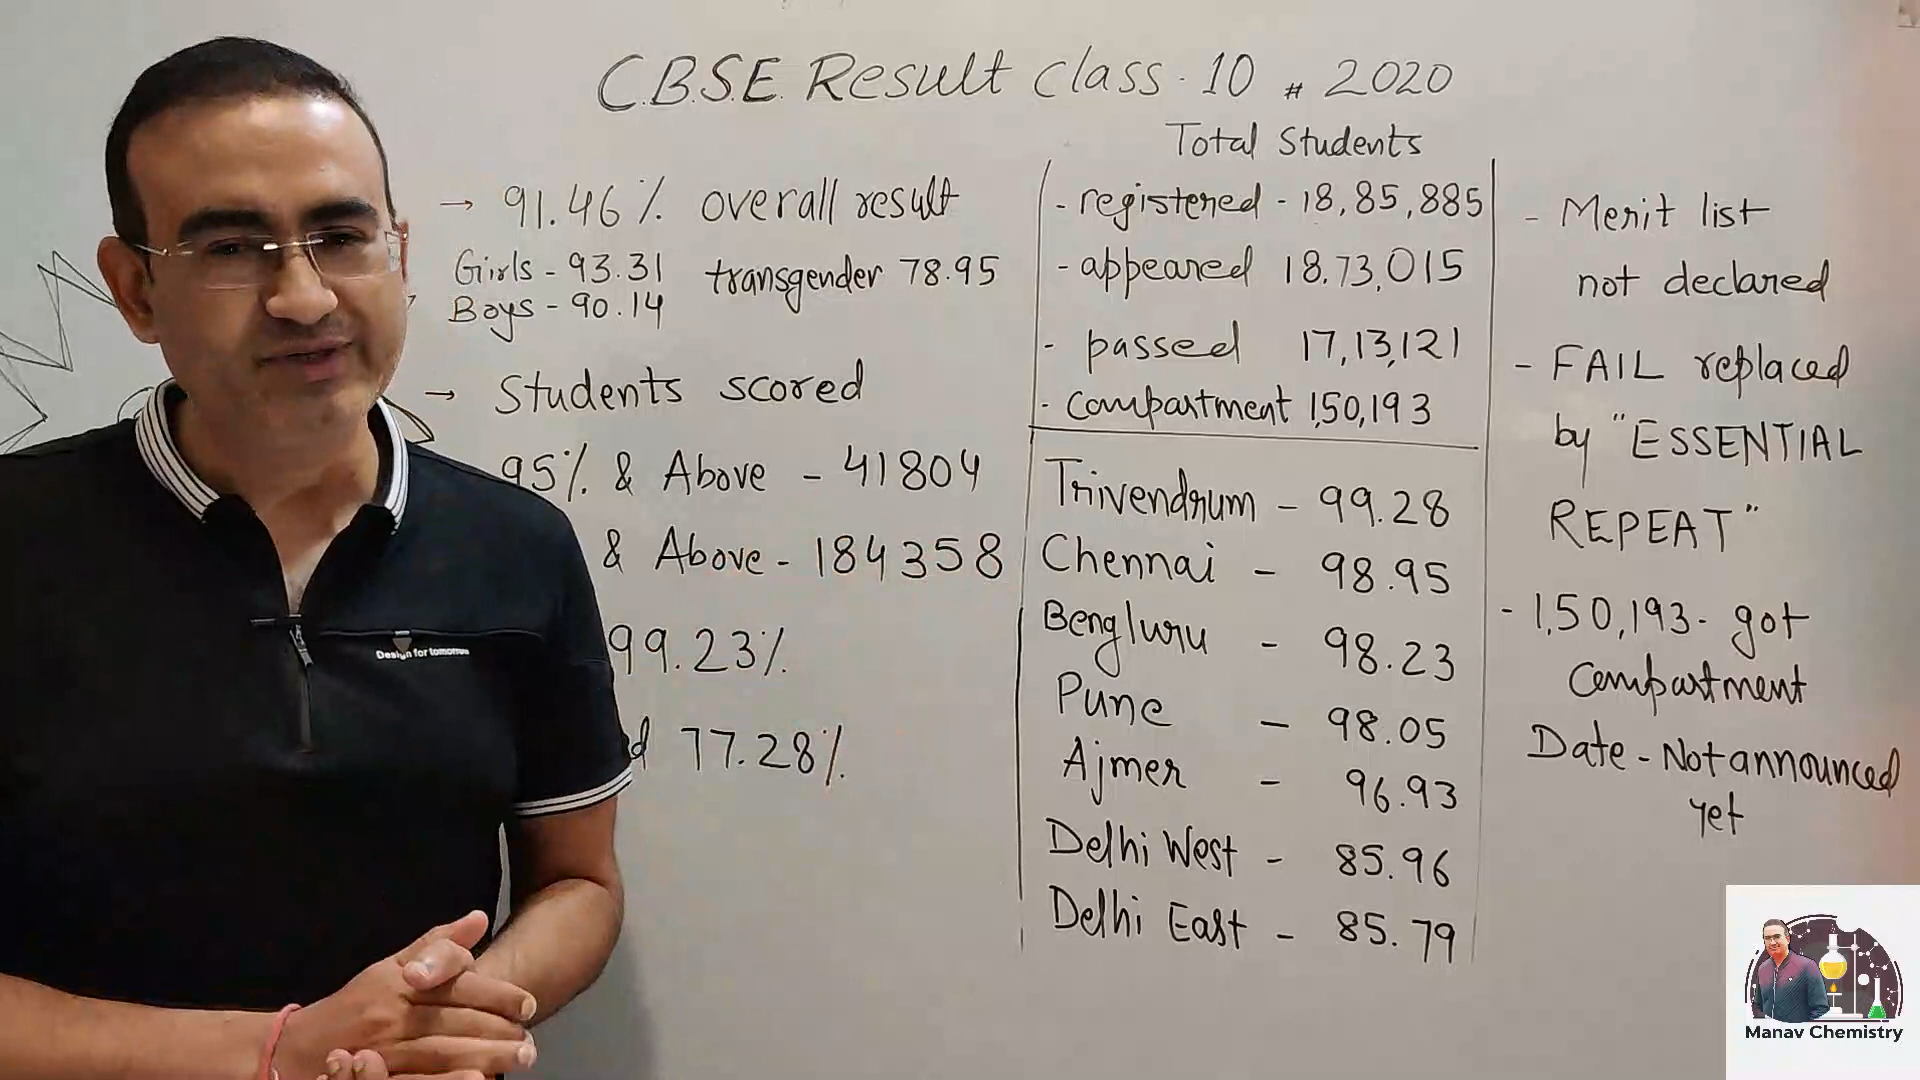 C.B.S.E. Result Class. 10 # 2020
→ 91.46% overall result
Girls - 93.31 transgender 78.95
Boys - 90.14
→ Students scored
95% & Above - 41804
& Above - 184358
99.23%
77.28%
Total Students
- registered - 18,85,885
- appeared 18,73,015
- passed 17,13,121
- compartment 1,50,193
Trivendrum - 99.28
Chennai - 98.95
Bengluru - 98.23
Pune - 98.05
Ajmer - 96.93
Delhi West - 85.96
Delhi East - 85.79
- Merit list
not declared
- FAIL replaced
by "ESSENTIAL
REPEAT"
- 1,50,193 - got
compartment
Date - Not announced
yet
Design for tomorrow
Manav Chemistry